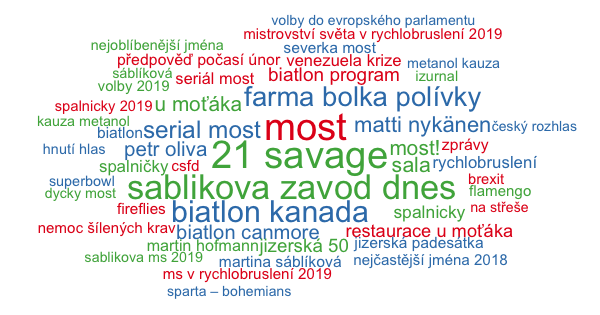 volby do evropského parlamentu
mistrovství světa v rychlobruslení 2019
nejoblíbenější jména
severka most
předpověď počasí únor
venezuela krize
metanol kauza
sáblíková
seriál most
biatlon program
izurnal
volby 2019
spalnicky 2019
u moťáka
farma bolka polívky
kauza metanol
biatlon
serial most
most
matti nykänen
český rozhlas
hnutí hlas
petr oliva
21 savage
most!
zprávy
spalničky
csfd
sala
rychlobruslení
superbowl
sablikova zavod dnes
brexit
dycky most
flamengo
fireflies
biatlon kanada
spalnicky
na střeše
nemoc šílených krav
biatlon canmore
restaurace u moťáka
martin hofmann
jizerská 50
jizerská padesátka
sablikova ms 2019
martina sáblíková
nejčastější jména 2018
ms v rychlobruslení 2019
sparta – bohemians